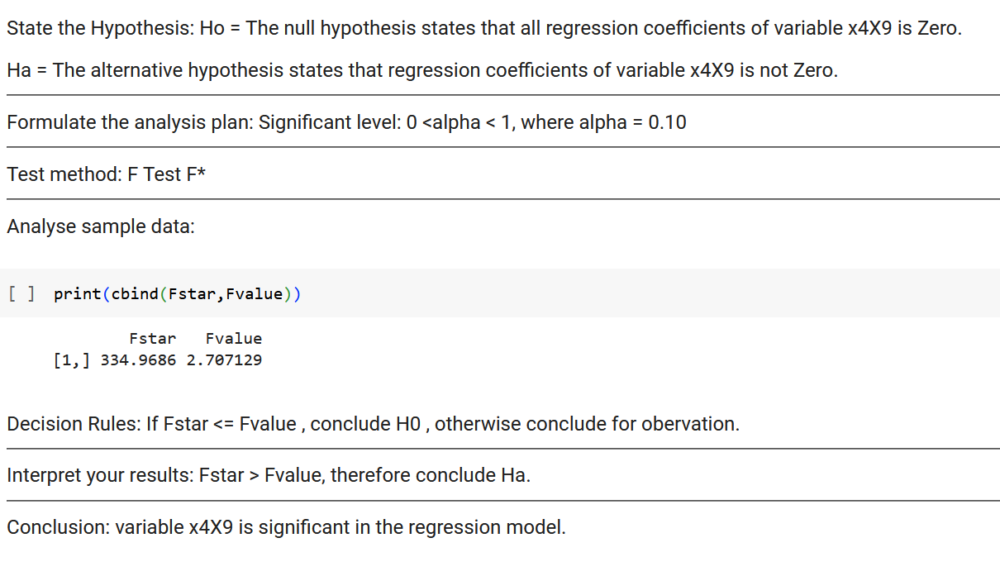 State the Hypothesis: Ho = The null hypothesis states that all regression coefficients of variable x4X9 is Zero.
Ha = The alternative hypothesis states that regression coefficients of variable x4X9 is not Zero.
Formulate the analysis plan: Significant level: 0 <alpha < 1, where alpha = 0.10
Test method: F Test F*
Analyse sample data:
[ ] print(cbind(Fstar,Fvalue))
Fstar Fvalue
[1,] 334.9686 2.707129
Decision Rules: If Fstar <= Fvalue , conclude H0 , otherwise conclude for obervation.
Interpret your results: Fstar > Fvalue, therefore conclude Ha.
Conclusion: variable x4X9 is significant in the regression model.